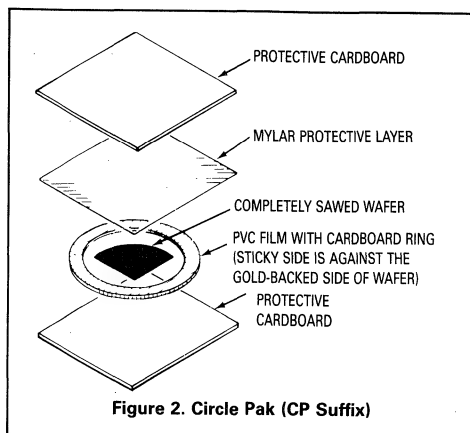 PROTECTIVE CARDBOARD
MYLAR PROTECTIVE LAYER
COMPLETELY SAWED WAFER
PVC FILM WITH CARDBOARD RING
(STICKY SIDE IS AGAINST THE
GOLD-BACKED SIDE OF WAFER)
PROTECTIVE
CARDBOARD
Figure 2. Circle Pak (CP Suffix)